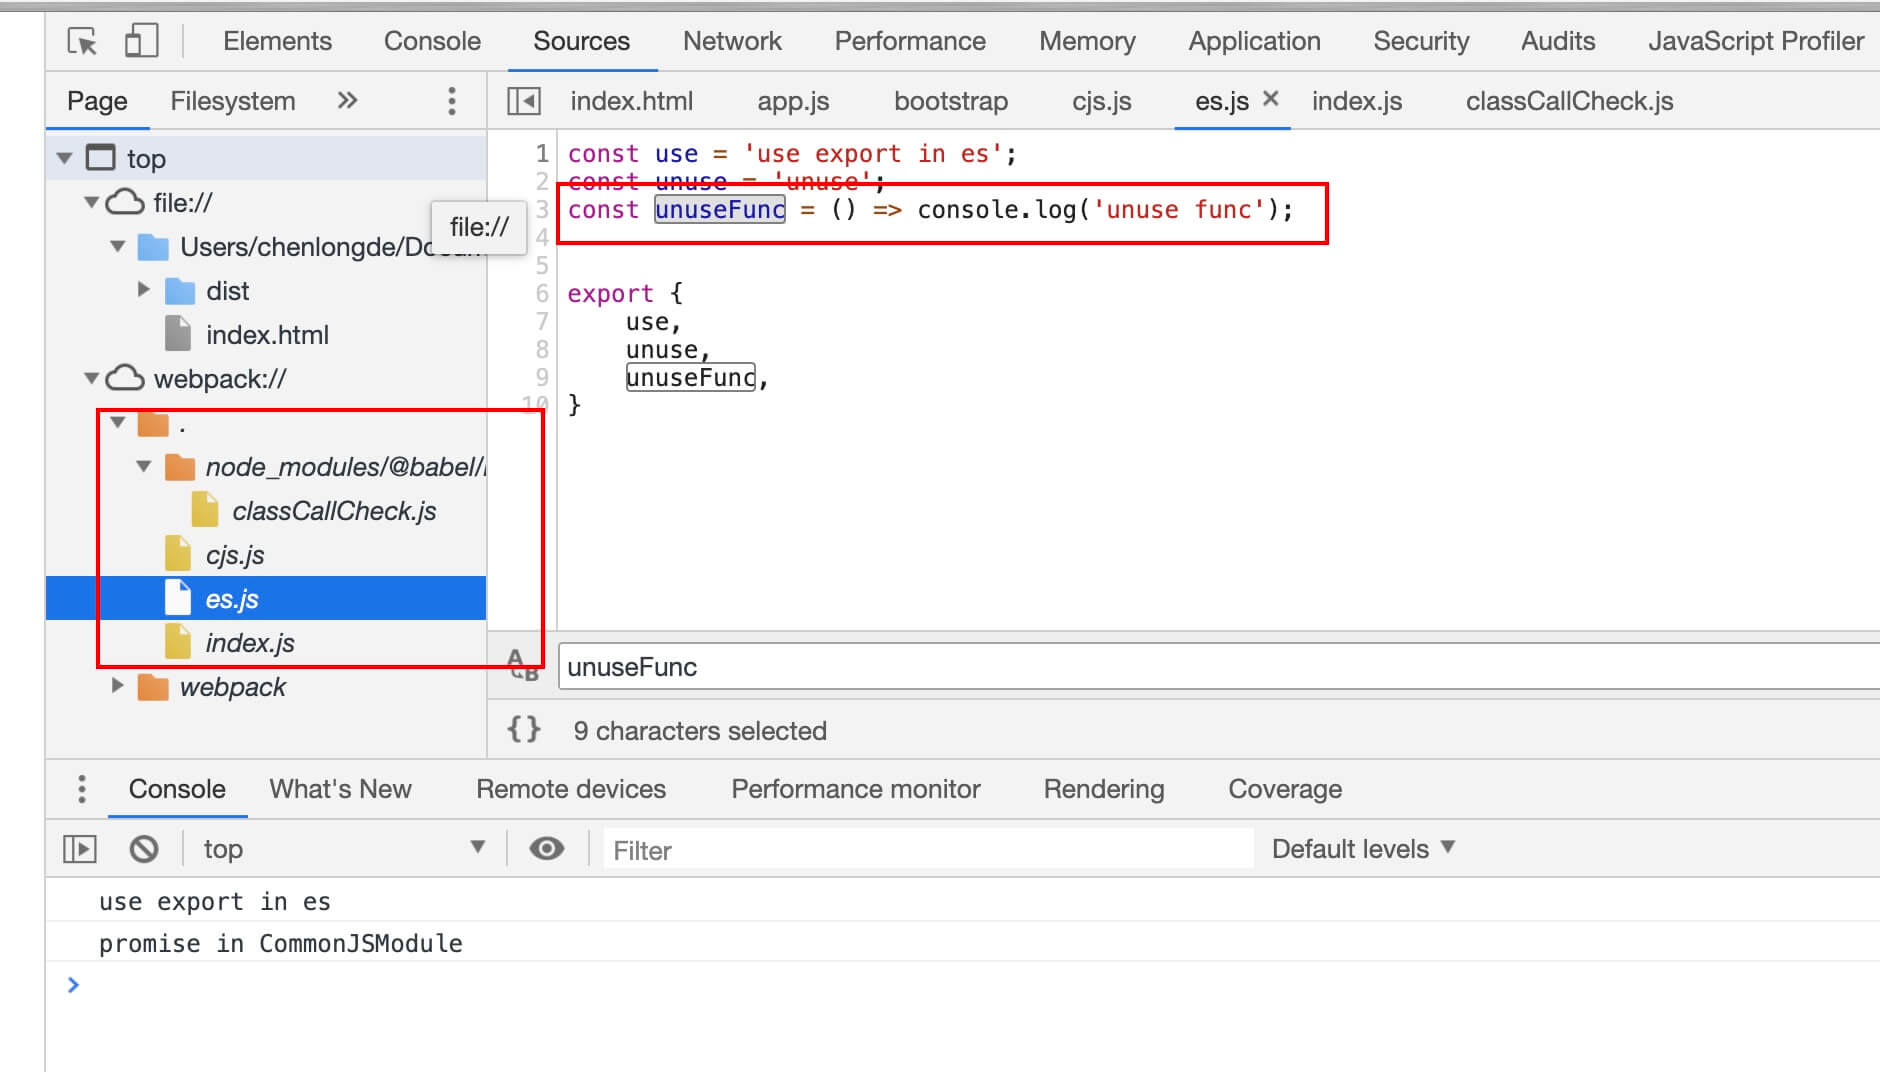 Elements Console Sources Network Performance Memory Application Security Audits JavaScript Profiler
Page Filesystem »
index.html app.js bootstrap cjs.js es.js × index.js classCallCheck.js
top
file://
Users/chenlongde/Docum
file://
dist
index.html
webpack://
.
node_modules/@babel/
classCallCheck.js
cjs.js
es.js
index.js
webpack
1 const use = 'use export in es';
2 const unuse = 'unuse';
3 const unuseFunc = () => console.log('unuse func');
4
5
6 export {
7 use,
8 unuse,
9 unuseFunc,
10 }
unuseFunc
{} 9 characters selected
Console What's New Remote devices Performance monitor Rendering Coverage
top Filter Default levels
use export in es
promise in CommonJSModule
>